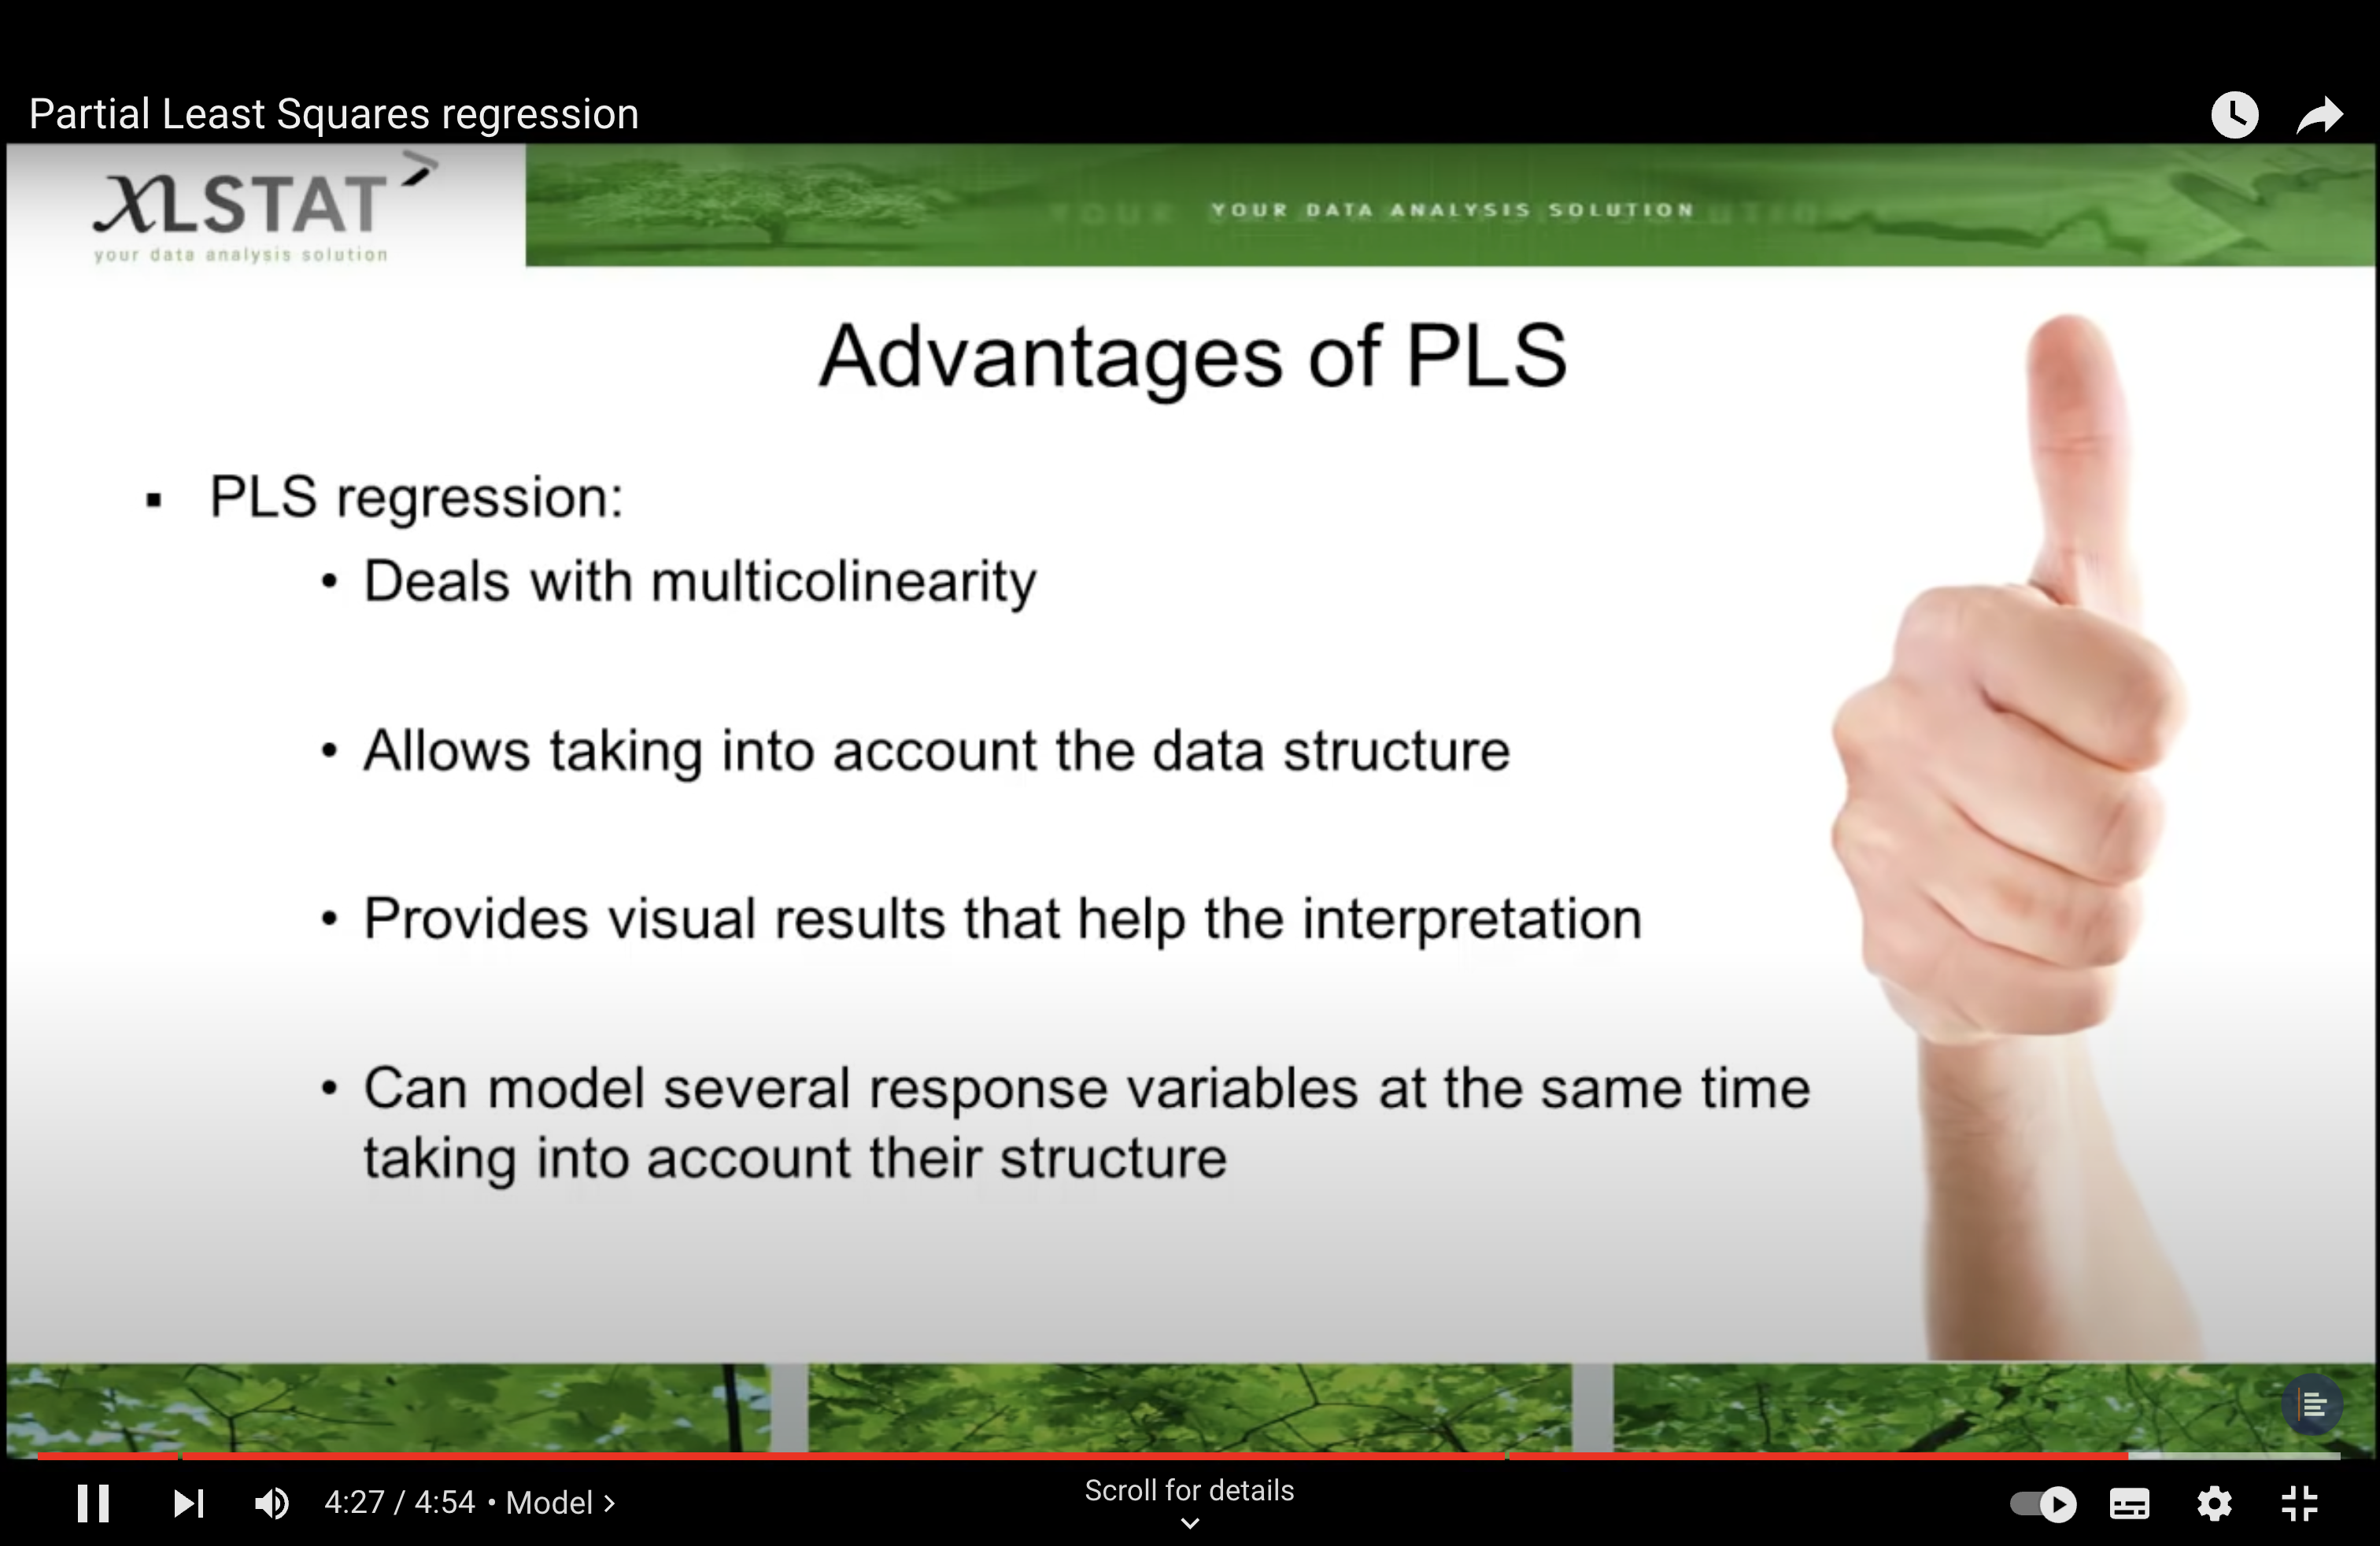 Partial Least Squares regression
XLSTAT
your data analysis solution
YOUR DATA ANALYSIS SOLUTION
Advantages of PLS
▪ PLS regression:
• Deals with multicolinearity
• Allows taking into account the data structure
• Provides visual results that help the interpretation
• Can model several response variables at the same time
taking into account their structure
4:27 / 4:54 • Model >
Scroll for details